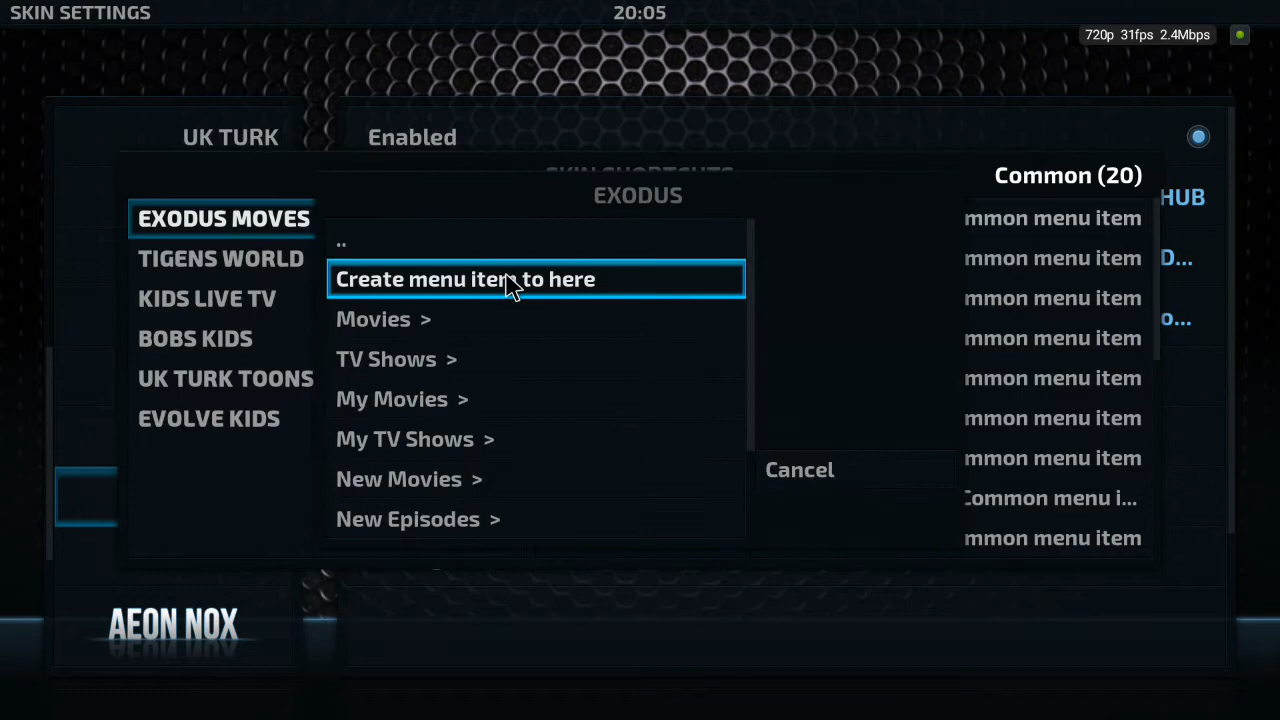 SKIN SETTINGS
20:05
720p 31fps 2.4Mbps
UK TURK
Enabled
SKIN SHORTCUTS
Common (20)
EXODUS
HUB
EXODUS MOVES
mmon menu item
..
TIGENS WORLD
mmon menu item
D...
Create menu item to here
KIDS LIVE TV
mmon menu item
Movies >
o...
BOBS KIDS
mmon menu item
TV Shows >
UK TURK TOONS
mmon menu item
My Movies >
EVOLVE KIDS
mmon menu item
My TV Shows >
mmon menu item
Cancel
New Movies >
Common menu i...
New Episodes >
mmon menu item
AEON NOX